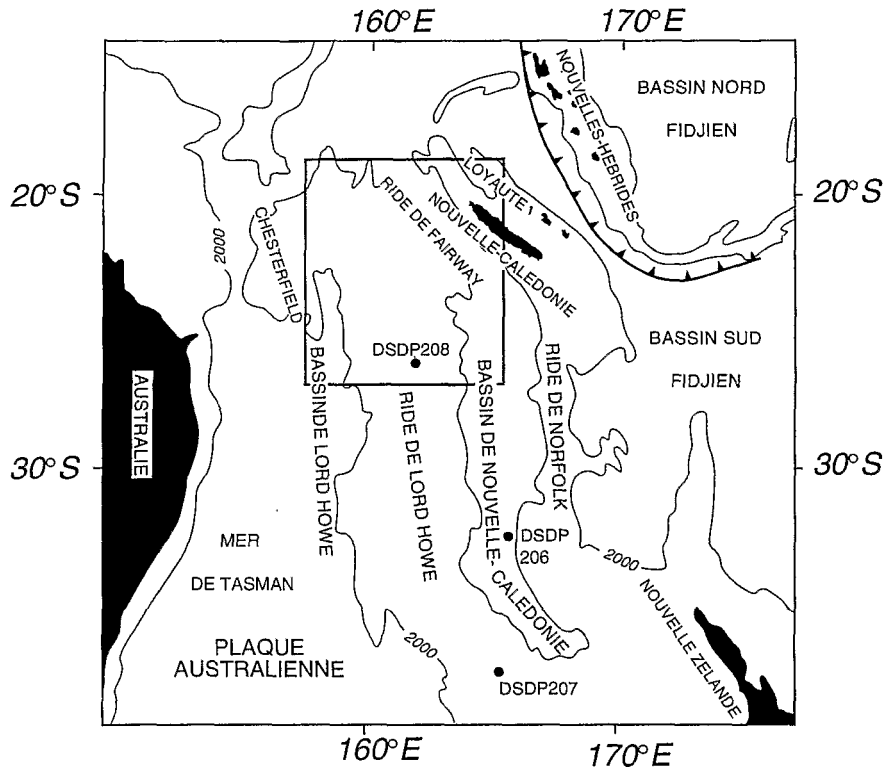 160°E
170°E
NOUVELLES-HEBRIDES
BASSIN NORD
FIDJIEN
20°S
20°S
LOYAUTE
NOUVELLE-CALEDONIE
RIDE DE FAIRWAY
CHESTERFIELD
2000
DSDP208
BASSIN SUD
FIDJIEN
AUSTRALIE
BASSINDE LORD HOWE
RIDE DE LORD HOWE
BASSIN DE NOUVELLE-CALEDONIE
RIDE DE NORFOLK
30°S
30°S
MER
DE TASMAN
DSDP
206
2000
NOUVELLE ZELANDE
PLAQUE
AUSTRALIENNE
2000
DSDP207
160°E
170°E